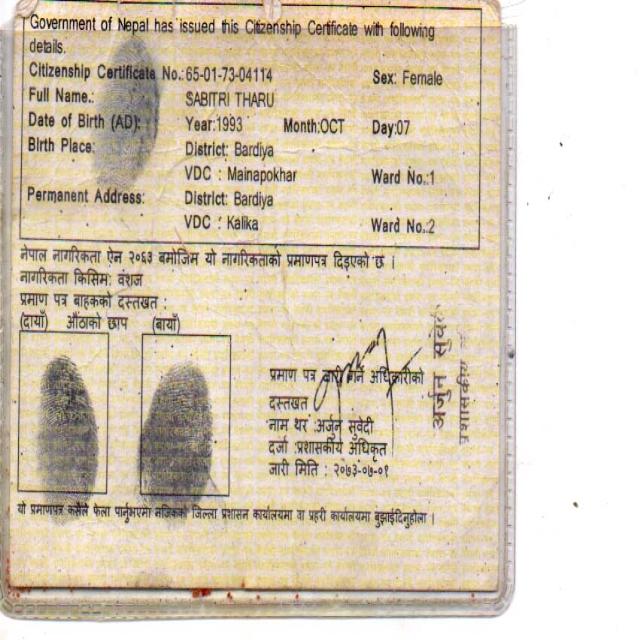 Government of Nepal has issued this Citizenship Certificate with following
details.
Citizenship Certificate No.:65-01-73-04114 Sex: Female
Full Name.: SABITRI THARU
Date of Birth (AD): Year:1993 Month:OCT Day:07
Birth Place: District: Bardiya
VDC : Mainapokhar Ward No.:1
Permanent Address: District: Bardiya
VDC : Kalika Ward No.:2
नेपाल नागरिकता ऐन २०६३ बमोजिम यो नागरिकताको प्रमाणपत्र दिइएको छ ।
नागरिकता किसिम: वंशज
प्रमाण पत्र बाहकको दस्तखत :
(दायाँ) औंठाको छाप (बायाँ)
प्रमाण पत्र जारी गर्ने अधिकारीको
दस्तखत
नाम थर :अर्जुन सुवेदी
दर्जा :प्रशासकीय अधिकृत
जारी मिति : २०७३-०७-०१
अर्जुन
प्रशासकीय
यो प्रमाणपत्र कसैले फेला पार्नुभएमा नजिकको जिल्ला प्रशासन कार्यालयमा वा प्रहरी कार्यालयमा बुझाईदिनुहोला ।